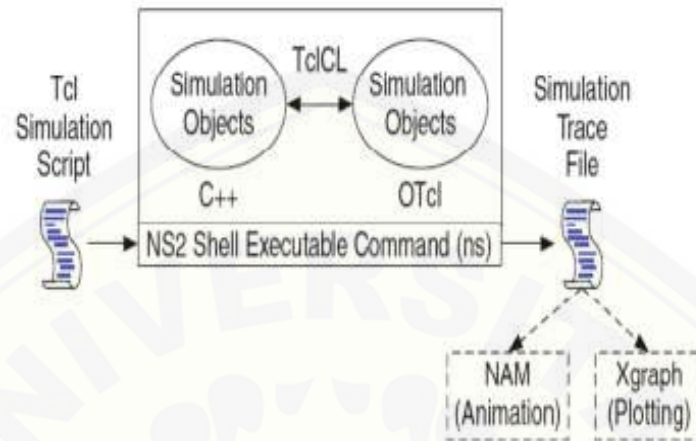 Tcl
Simulation
Script
Simulation
Objects
TclCL
Simulation
Objects
C++
OTcl
NS2 Shell Executable Command (ns)
Simulation
Trace
File
NAM
(Animation)
Xgraph
(Plotting)
UNIVERSIT